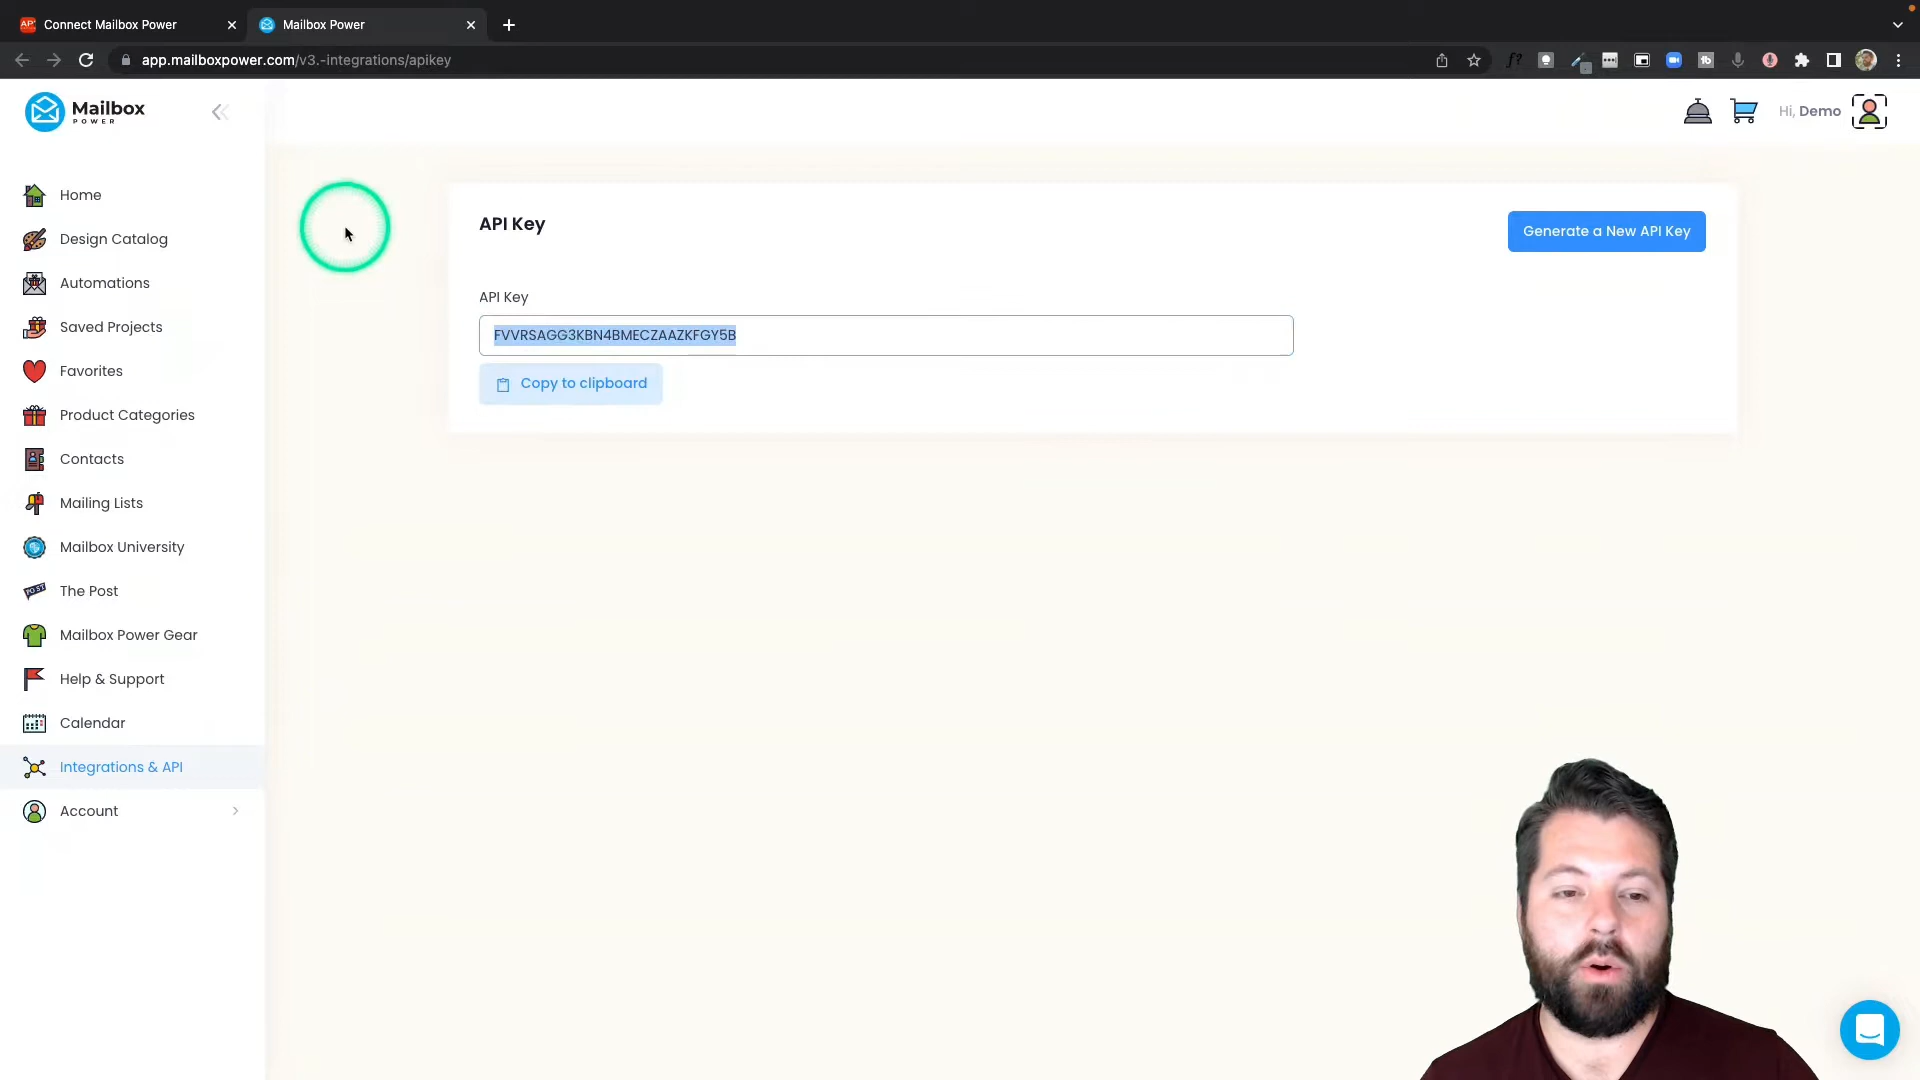 Connect Mailbox Power
Mailbox Power
app.mailboxpower.com/v3.-integrations/apikey
Mailbox
POWER
Hi, Demo
Home
Design Catalog
Automations
Saved Projects
Favorites
Product Categories
Contacts
Mailing Lists
Mailbox University
The Post
Mailbox Power Gear
Help & Support
Calendar
Integrations & API
Account
API Key
Generate a New API Key
API Key
FVVRSAGG3KBN4BMECZAAZKFGY5B
Copy to clipboard